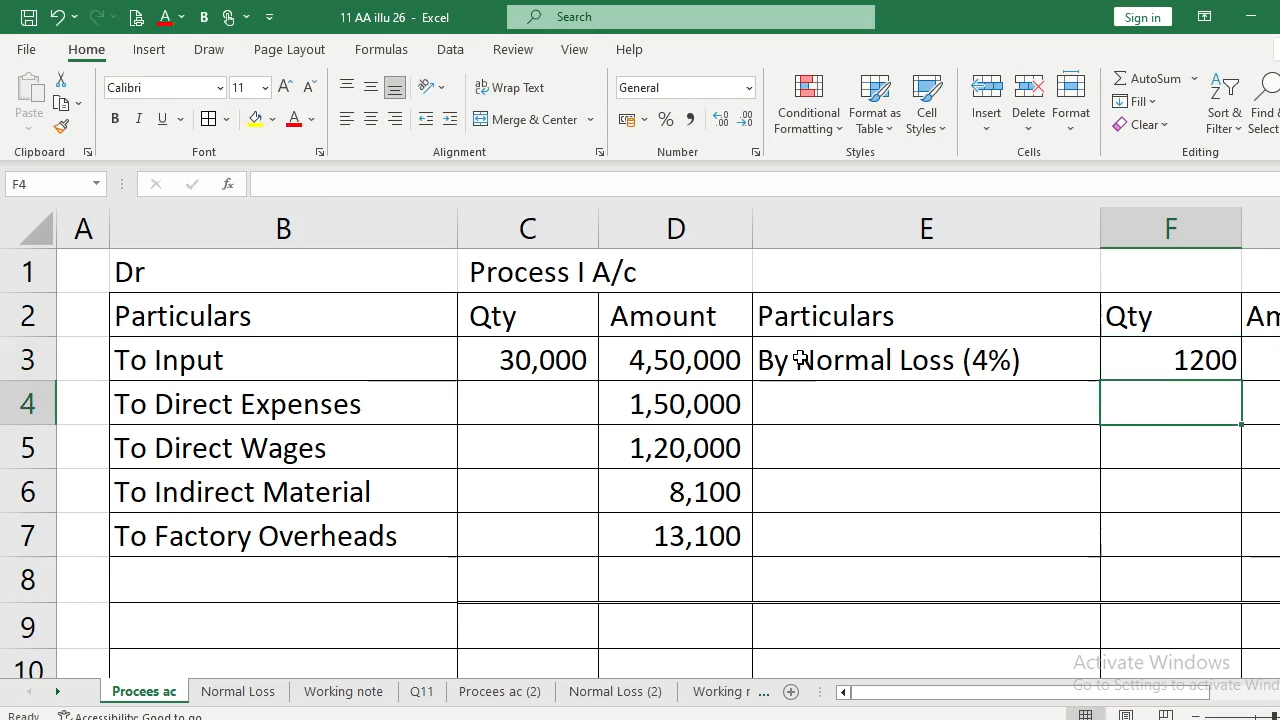 11 AA illu 26 - Excel
Search
Sign in
File Home Insert Draw Page Layout Formulas Data Review View Help
Paste
Calibri 11
Wrap Text
Merge & Center
General
Conditional Formatting
Format as Table
Cell Styles
Insert Delete Format
AutoSum
Fill
Clear
Sort & Filter
Find &
Select
Clipboard Font Alignment Number Styles Cells Editing
F4
fx
A B C D E F
1 Dr Process I A/c
2 Particulars Qty Amount Particulars Qty Am
3 To Input 30,000 4,50,000 By Normal Loss (4%) 1200
4 To Direct Expenses 1,50,000
5 To Direct Wages 1,20,000
6 To Indirect Material 8,100
7 To Factory Overheads 13,100
8
9
10
Activate Windows
Go to Settings to activate Wind
Procees ac Normal Loss Working note Q11 Procees ac (2) Normal Loss (2) Working r ...
Ready Accessibility: Good to go